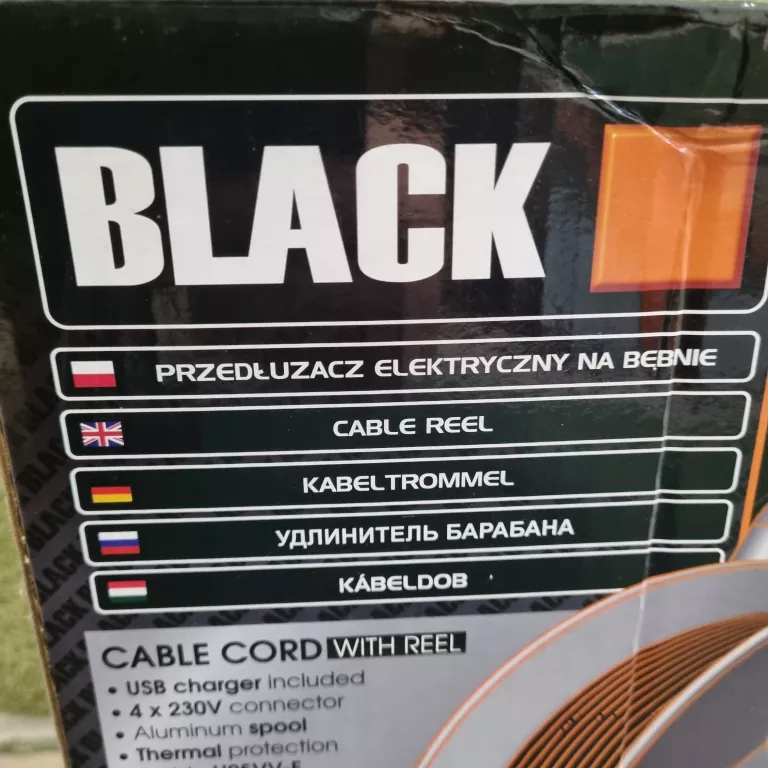 BLACK
PRZEDŁUZACZ ELEKTRYCZNY NA BĘBNIE
CABLE REEL
KABELTROMMEL
УДЛИНИТЕЛЬ БАРАБАНА
KÁBELDOB
CABLE CORD WITH REEL
• USB charger included
• 4 x 230V connector
• Aluminum spool
• Thermal protection